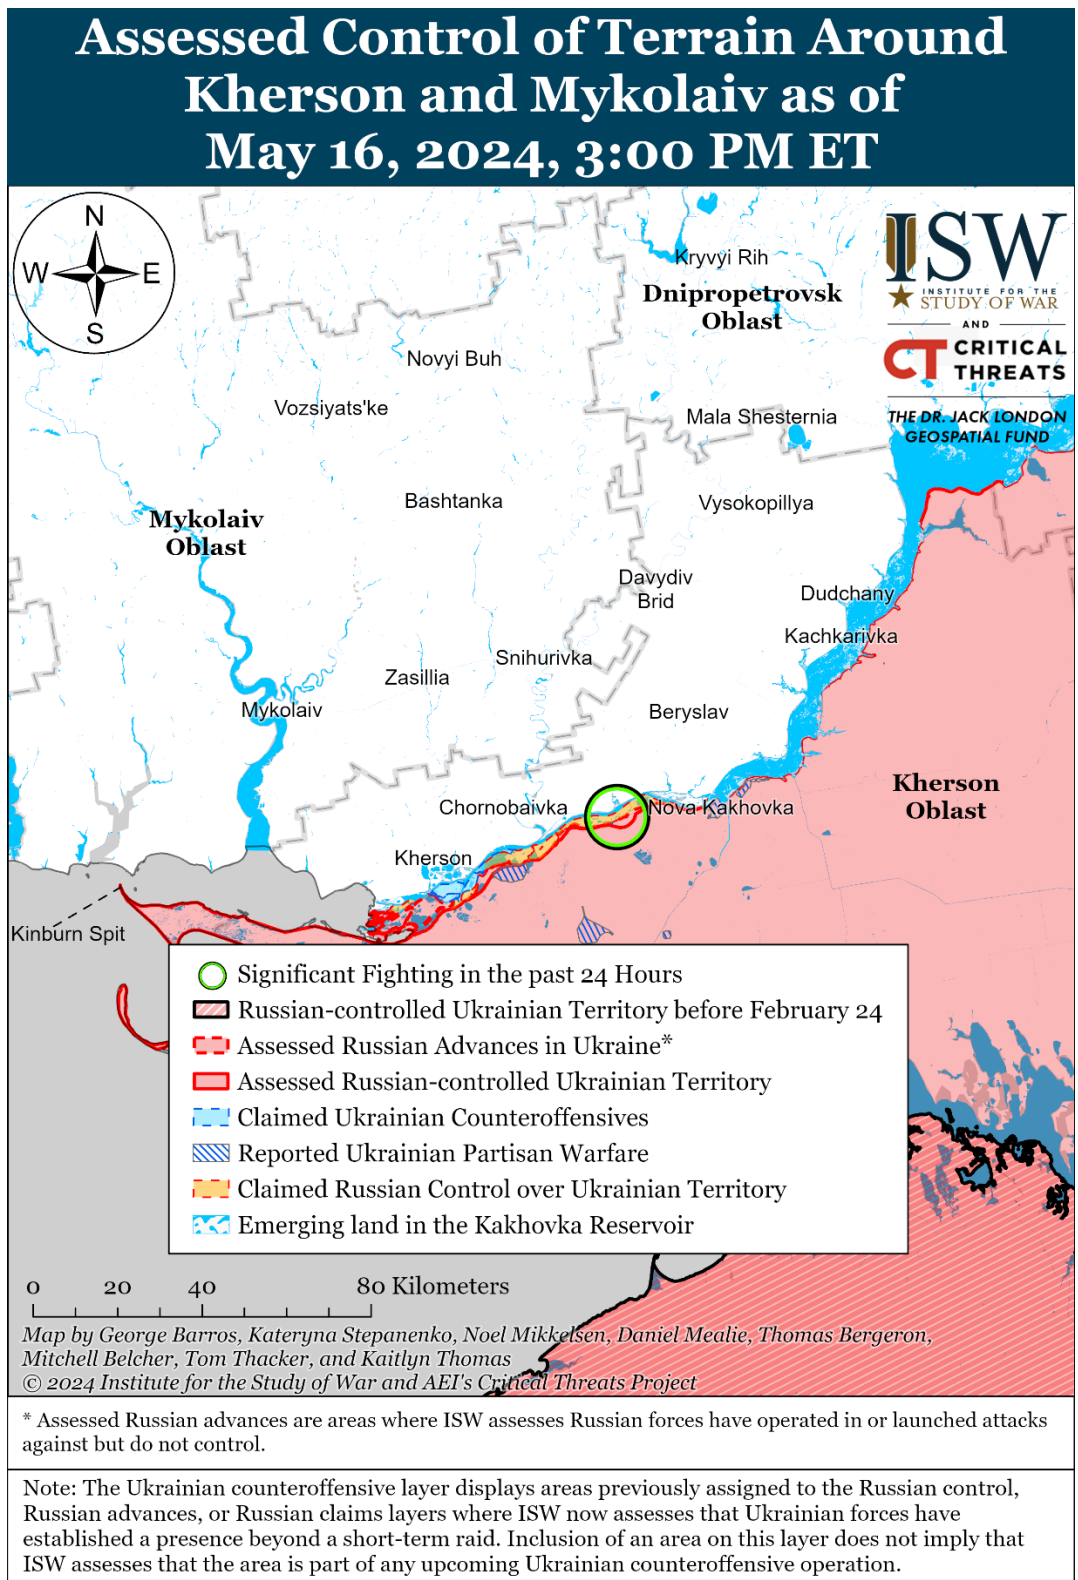 Assessed Control of Terrain Around
Kherson and Mykolaiv as of
May 16, 2024, 3:00 PM ET
N
W
E
S
ISW
INSTITUTE FOR THE
STUDY OF WAR
AND
CT CRITICAL
THREATS
THE DR. JACK LONDON
GEOSPATIAL FUND
Kryvyi Rih
Dnipropetrovsk
Oblast
Novyi Buh
Vozsiyats'ke
Mala Shesternia
Bashtanka
Vysokopillya
Mykolaiv
Oblast
Davydiv
Brid
Dudchany
Kachkarivka
Snihurivka
Zasillia
Mykolaiv
Beryslav
Kherson
Oblast
Chornobaivka
Nova Kakhovka
Kherson
Kinburn Spit
Significant Fighting in the past 24 Hours
Russian-controlled Ukrainian Territory before February 24
Assessed Russian Advances in Ukraine*
Assessed Russian-controlled Ukrainian Territory
Claimed Ukrainian Counteroffensives
Reported Ukrainian Partisan Warfare
Claimed Russian Control over Ukrainian Territory
Emerging land in the Kakhovka Reservoir
0 20 40 80 Kilometers
Map by George Barros, Kateryna Stepanenko, Noel Mikkelsen, Daniel Mealie, Thomas Bergeron,
Mitchell Belcher, Tom Thacker, and Kaitlyn Thomas
© 2024 Institute for the Study of War and AEI's Critical Threats Project
* Assessed Russian advances are areas where ISW assesses Russian forces have operated in or launched attacks
against but do not control.
Note: The Ukrainian counteroffensive layer displays areas previously assigned to the Russian control,
Russian advances, or Russian claims layers where ISW now assesses that Ukrainian forces have
established a presence beyond a short-term raid. Inclusion of an area on this layer does not imply that
ISW assesses that the area is part of any upcoming Ukrainian counteroffensive operation.